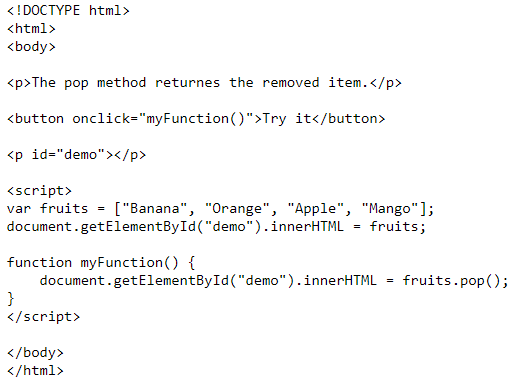 <!DOCTYPE html>
<html>
<body>
<p>The pop method returnes the removed item.</p>
<button onclick="myFunction()">Try it</button>
<p id="demo"></p>
<script>
var fruits = ["Banana", "Orange", "Apple", "Mango"];
document.getElementById("demo").innerHTML = fruits;
function myFunction() {
    document.getElementById("demo").innerHTML = fruits.pop();
}
</script>
</body>
</html>